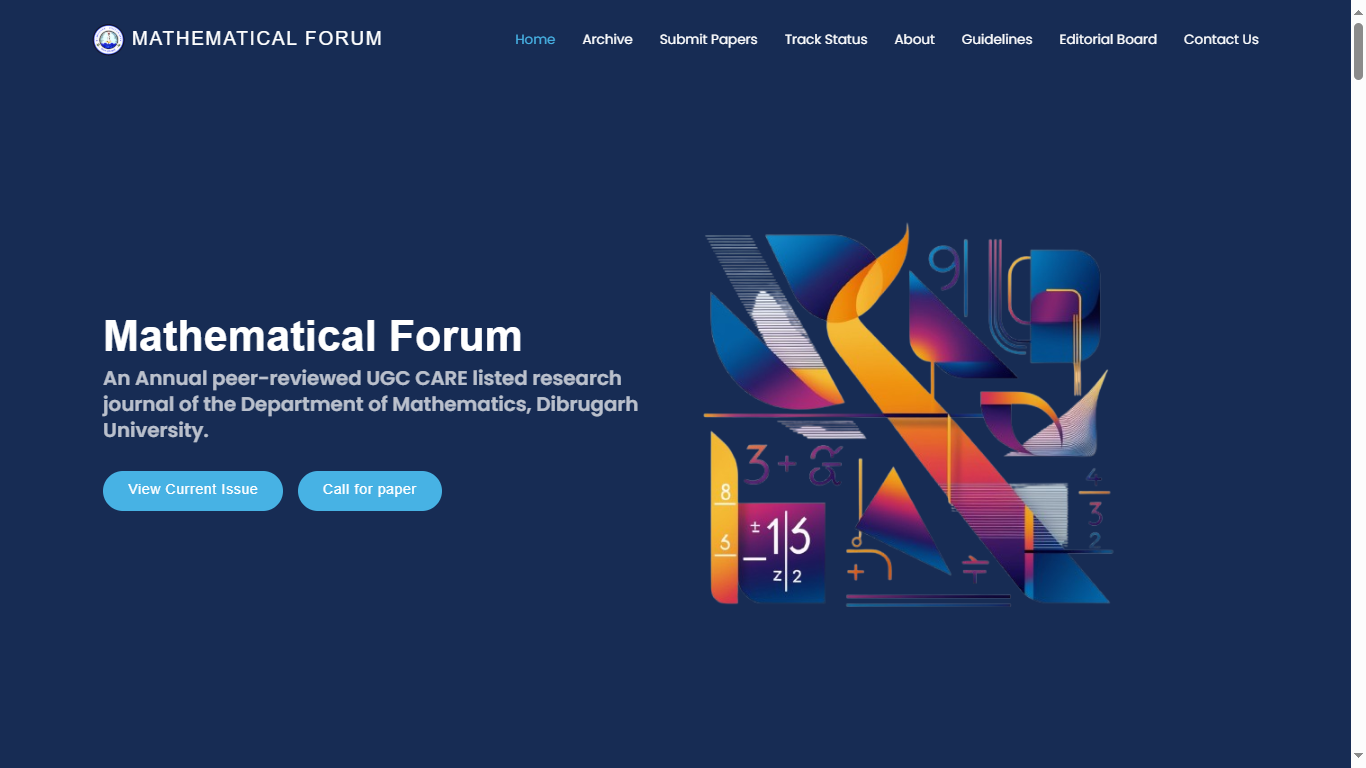 MATHEMATICAL FORUM
Home Archive Submit Papers Track Status About Guidelines Editorial Board Contact Us
Mathematical Forum
An Annual peer-reviewed UGC CARE listed research
journal of the Department of Mathematics, Dibrugarh
University.
View Current Issue Call for paper
9
3 +
8
6
± 13
z 2
+
4
3
2